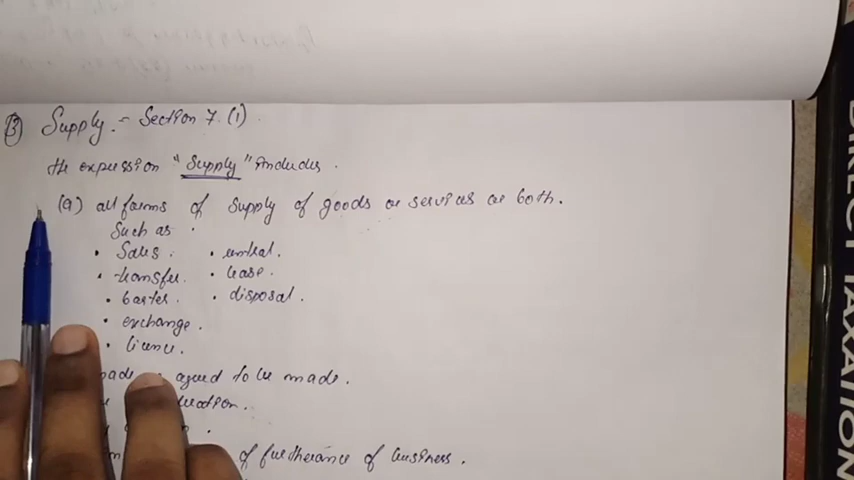 B Supply :- Section 7 (1)
the expression "Supply" includes .
(a) all forms of Supply of goods or services or both.
Such as
• Sales . • rental .
• transfer . • lease .
• barter . • disposal .
• exchange .
• licence .
made agreed to be made .
of furtherance of business .
DIRECT TAXATION